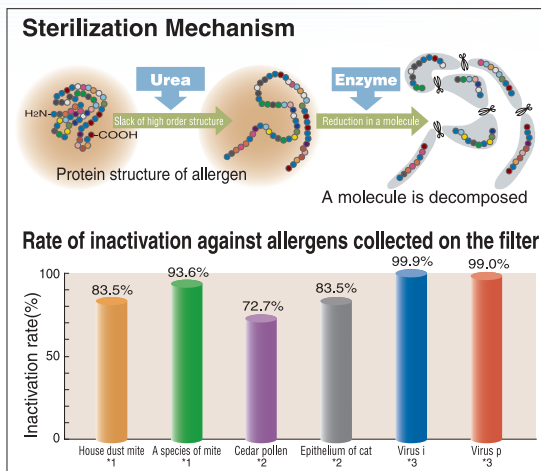 Sterilization Mechanism
Urea
Enzyme
H2N-
-COOH
Slack of high order structure
Reduction in a molecule
Protein structure of allergen
A molecule is decomposed
Rate of inactivation against allergens collected on the filter
Inactivation rate(%)
100
50
0
83.5%
93.6%
72.7%
83.5%
99.9%
99.0%
House dust mite
*1
A species of mite
*1
Cedar pollen
*2
Epithelium of cat
*2
Virus i
*3
Virus p
*3